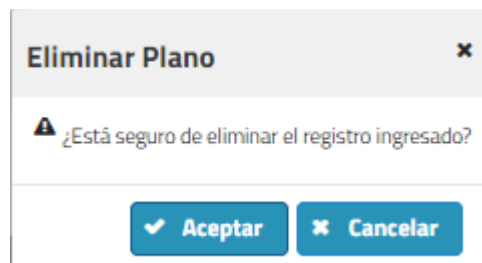 Eliminar Plano
¿Está seguro de eliminar el registro ingresado?
Aceptar
Cancelar